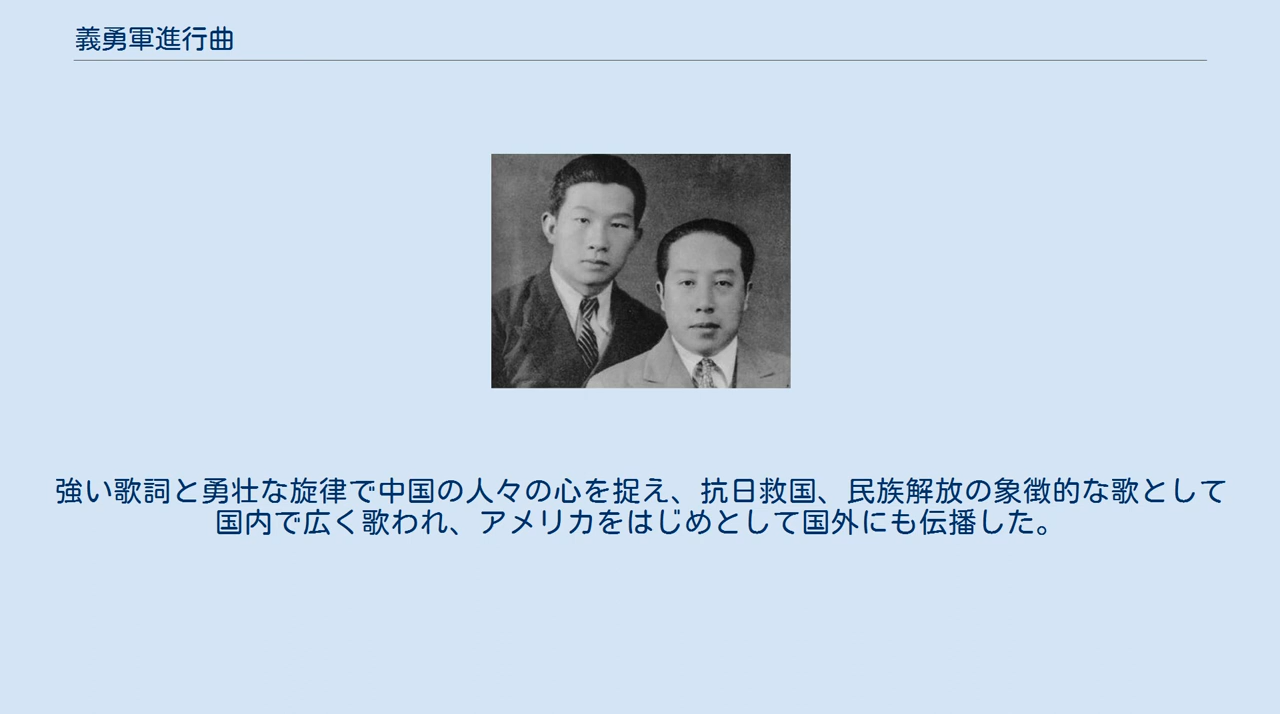 義勇軍進行曲
強い歌詞と勇壮な旋律で中国の人々の心を捉え、抗日救国、民族解放の象徴的な歌として
国内で広く歌われ、アメリカをはじめとして国外にも伝播した。